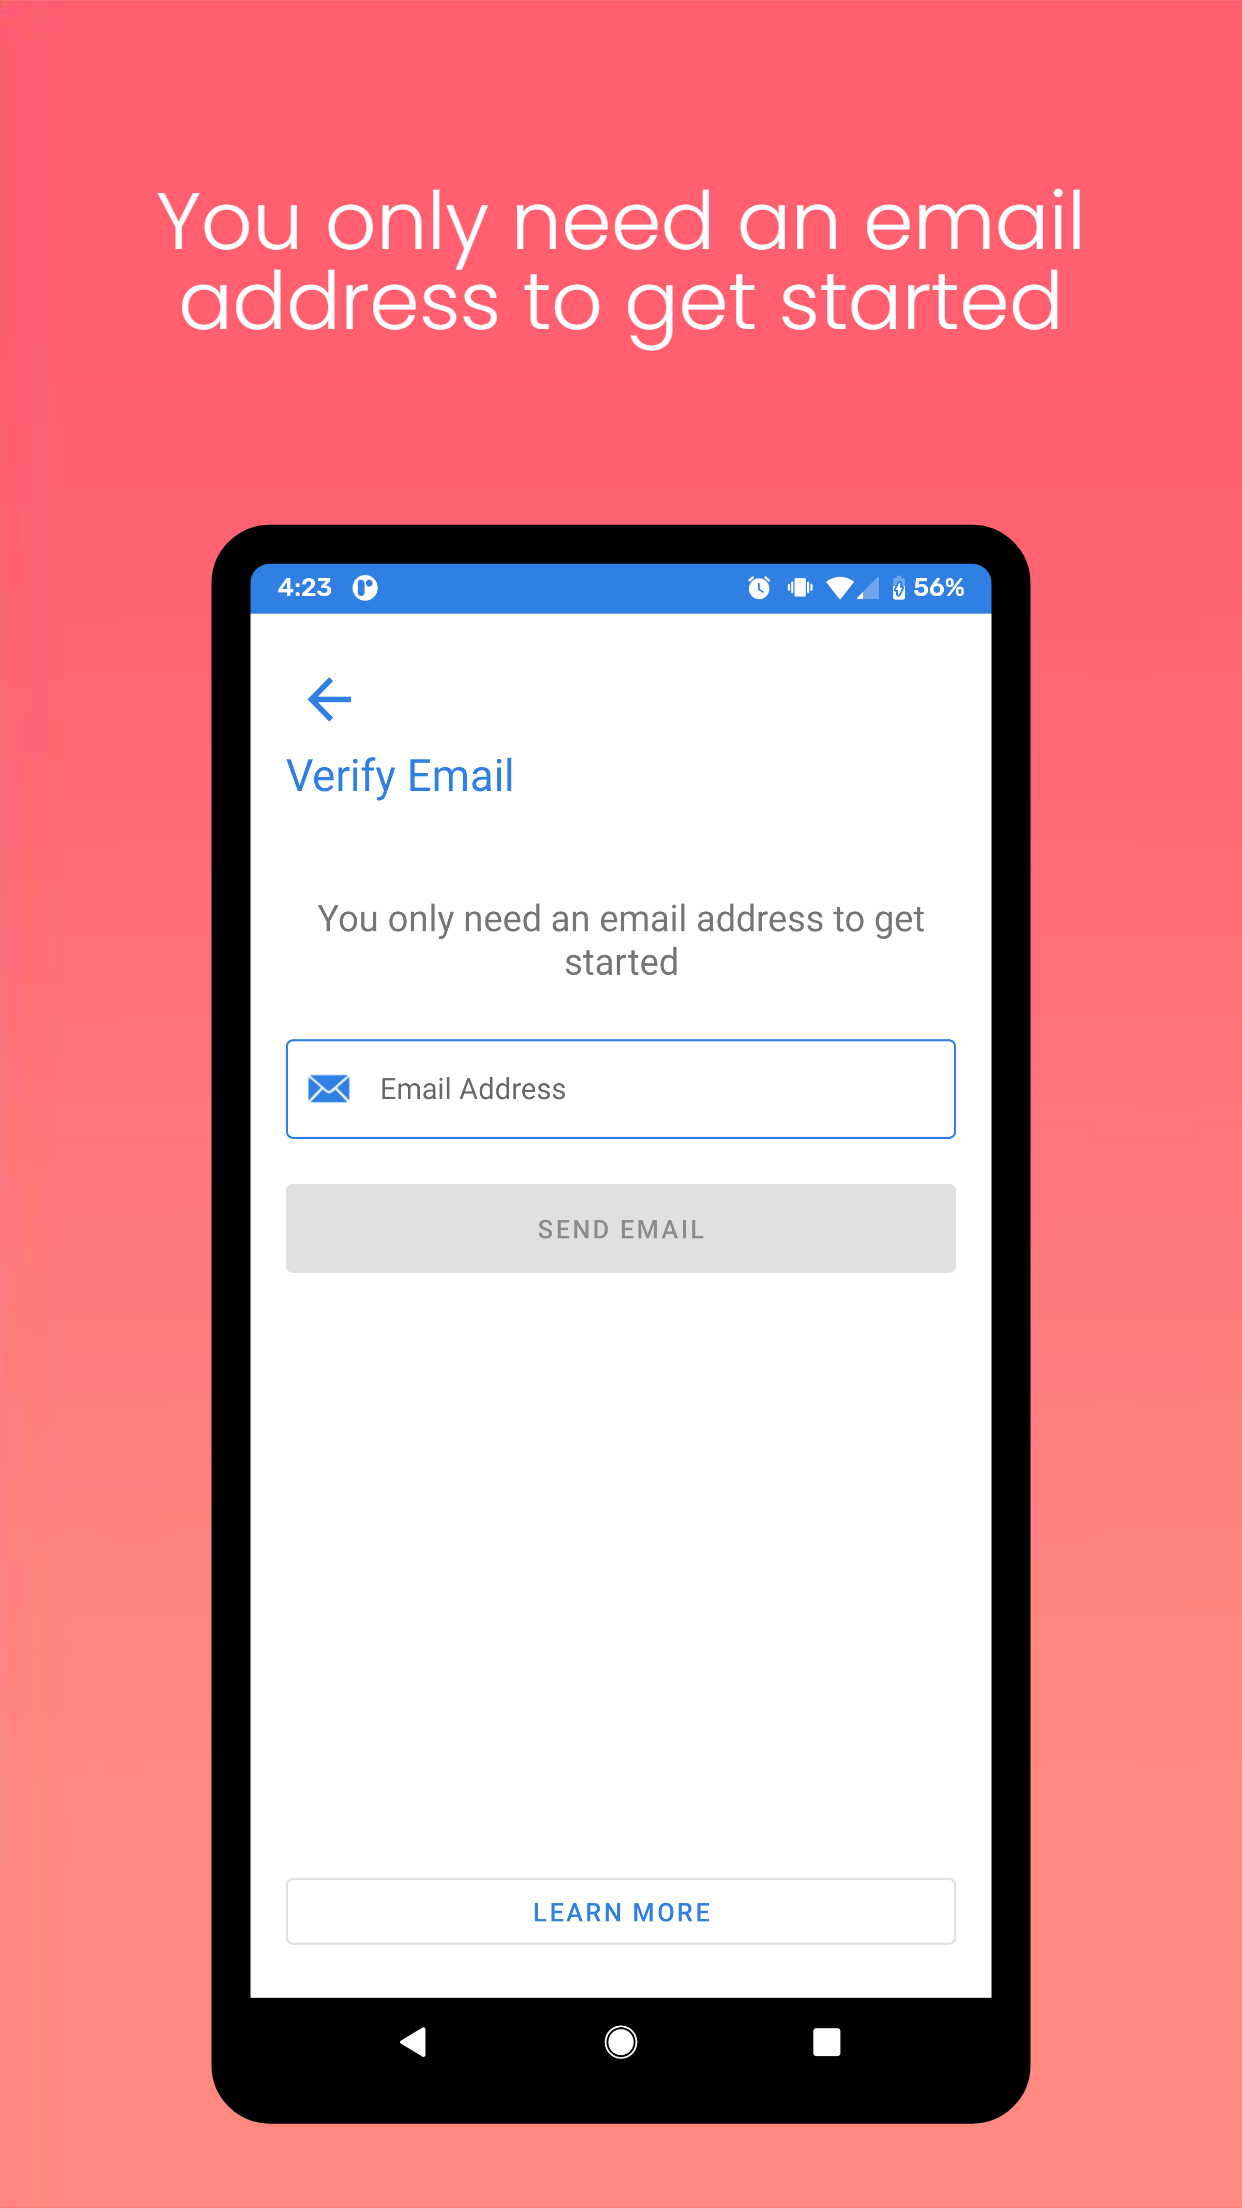 You only need an email
address to get started
4:23
56%
Verify Email
You only need an email address to get
started
Email Address
SEND EMAIL
LEARN MORE